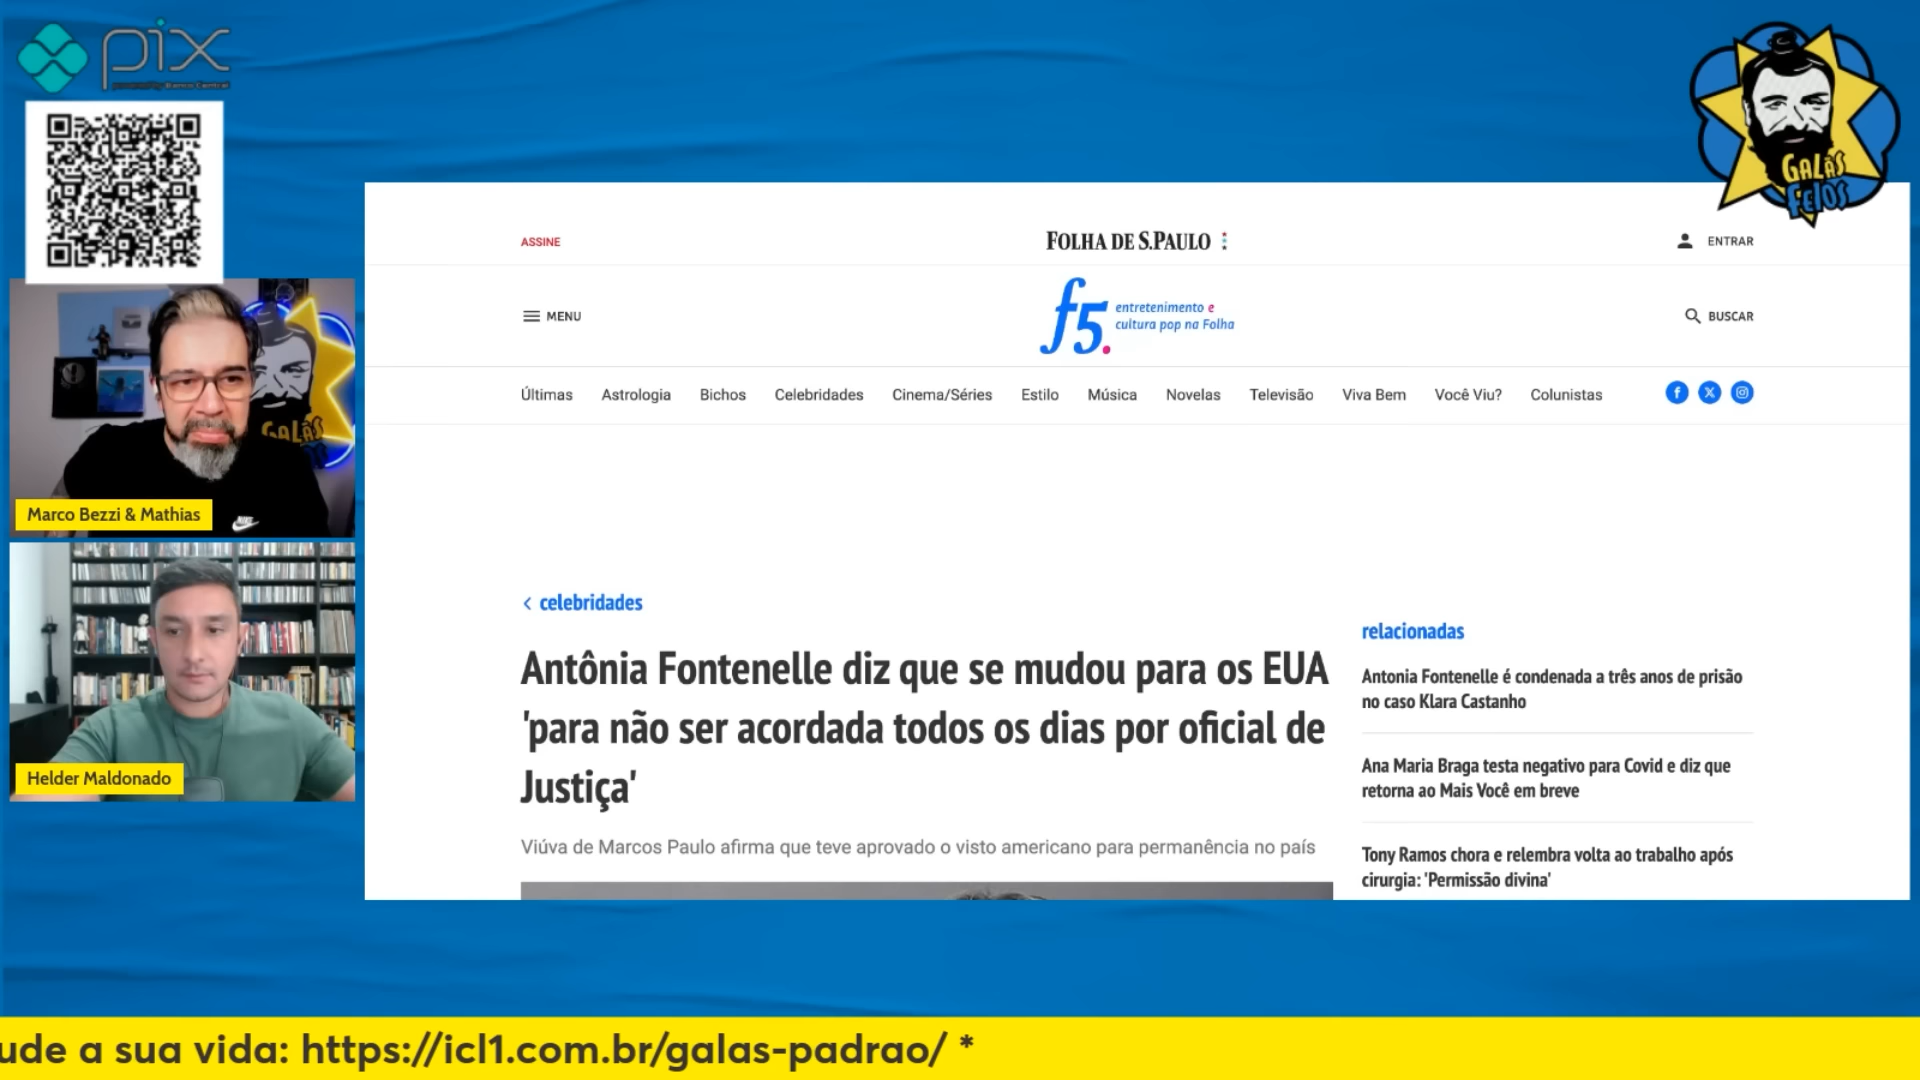 pix
powered by Banco Central
GALÃS
FEIOS
ASSINE
FOLHA DE S.PAULO
ENTRAR
MENU
f5.
entretenimento e
cultura pop na Folha
BUSCAR
Últimas Astrologia Bichos Celebridades Cinema/Séries Estilo Música Novelas Televisão Viva Bem Você Viu? Colunistas
GALÃS
Marco Bezzi & Mathias
Helder Maldonado
< celebridades
Antônia Fontenelle diz que se mudou para os EUA
'para não ser acordada todos os dias por oficial de
Justiça'
Viúva de Marcos Paulo afirma que teve aprovado o visto americano para permanência no país
relacionadas
Antonia Fontenelle é condenada a três anos de prisão
no caso Klara Castanho
Ana Maria Braga testa negativo para Covid e diz que
retorna ao Mais Você em breve
Tony Ramos chora e relembra volta ao trabalho após
cirurgia: 'Permissão divina'
ude a sua vida: https://icl1.com.br/galas-padrao/ *